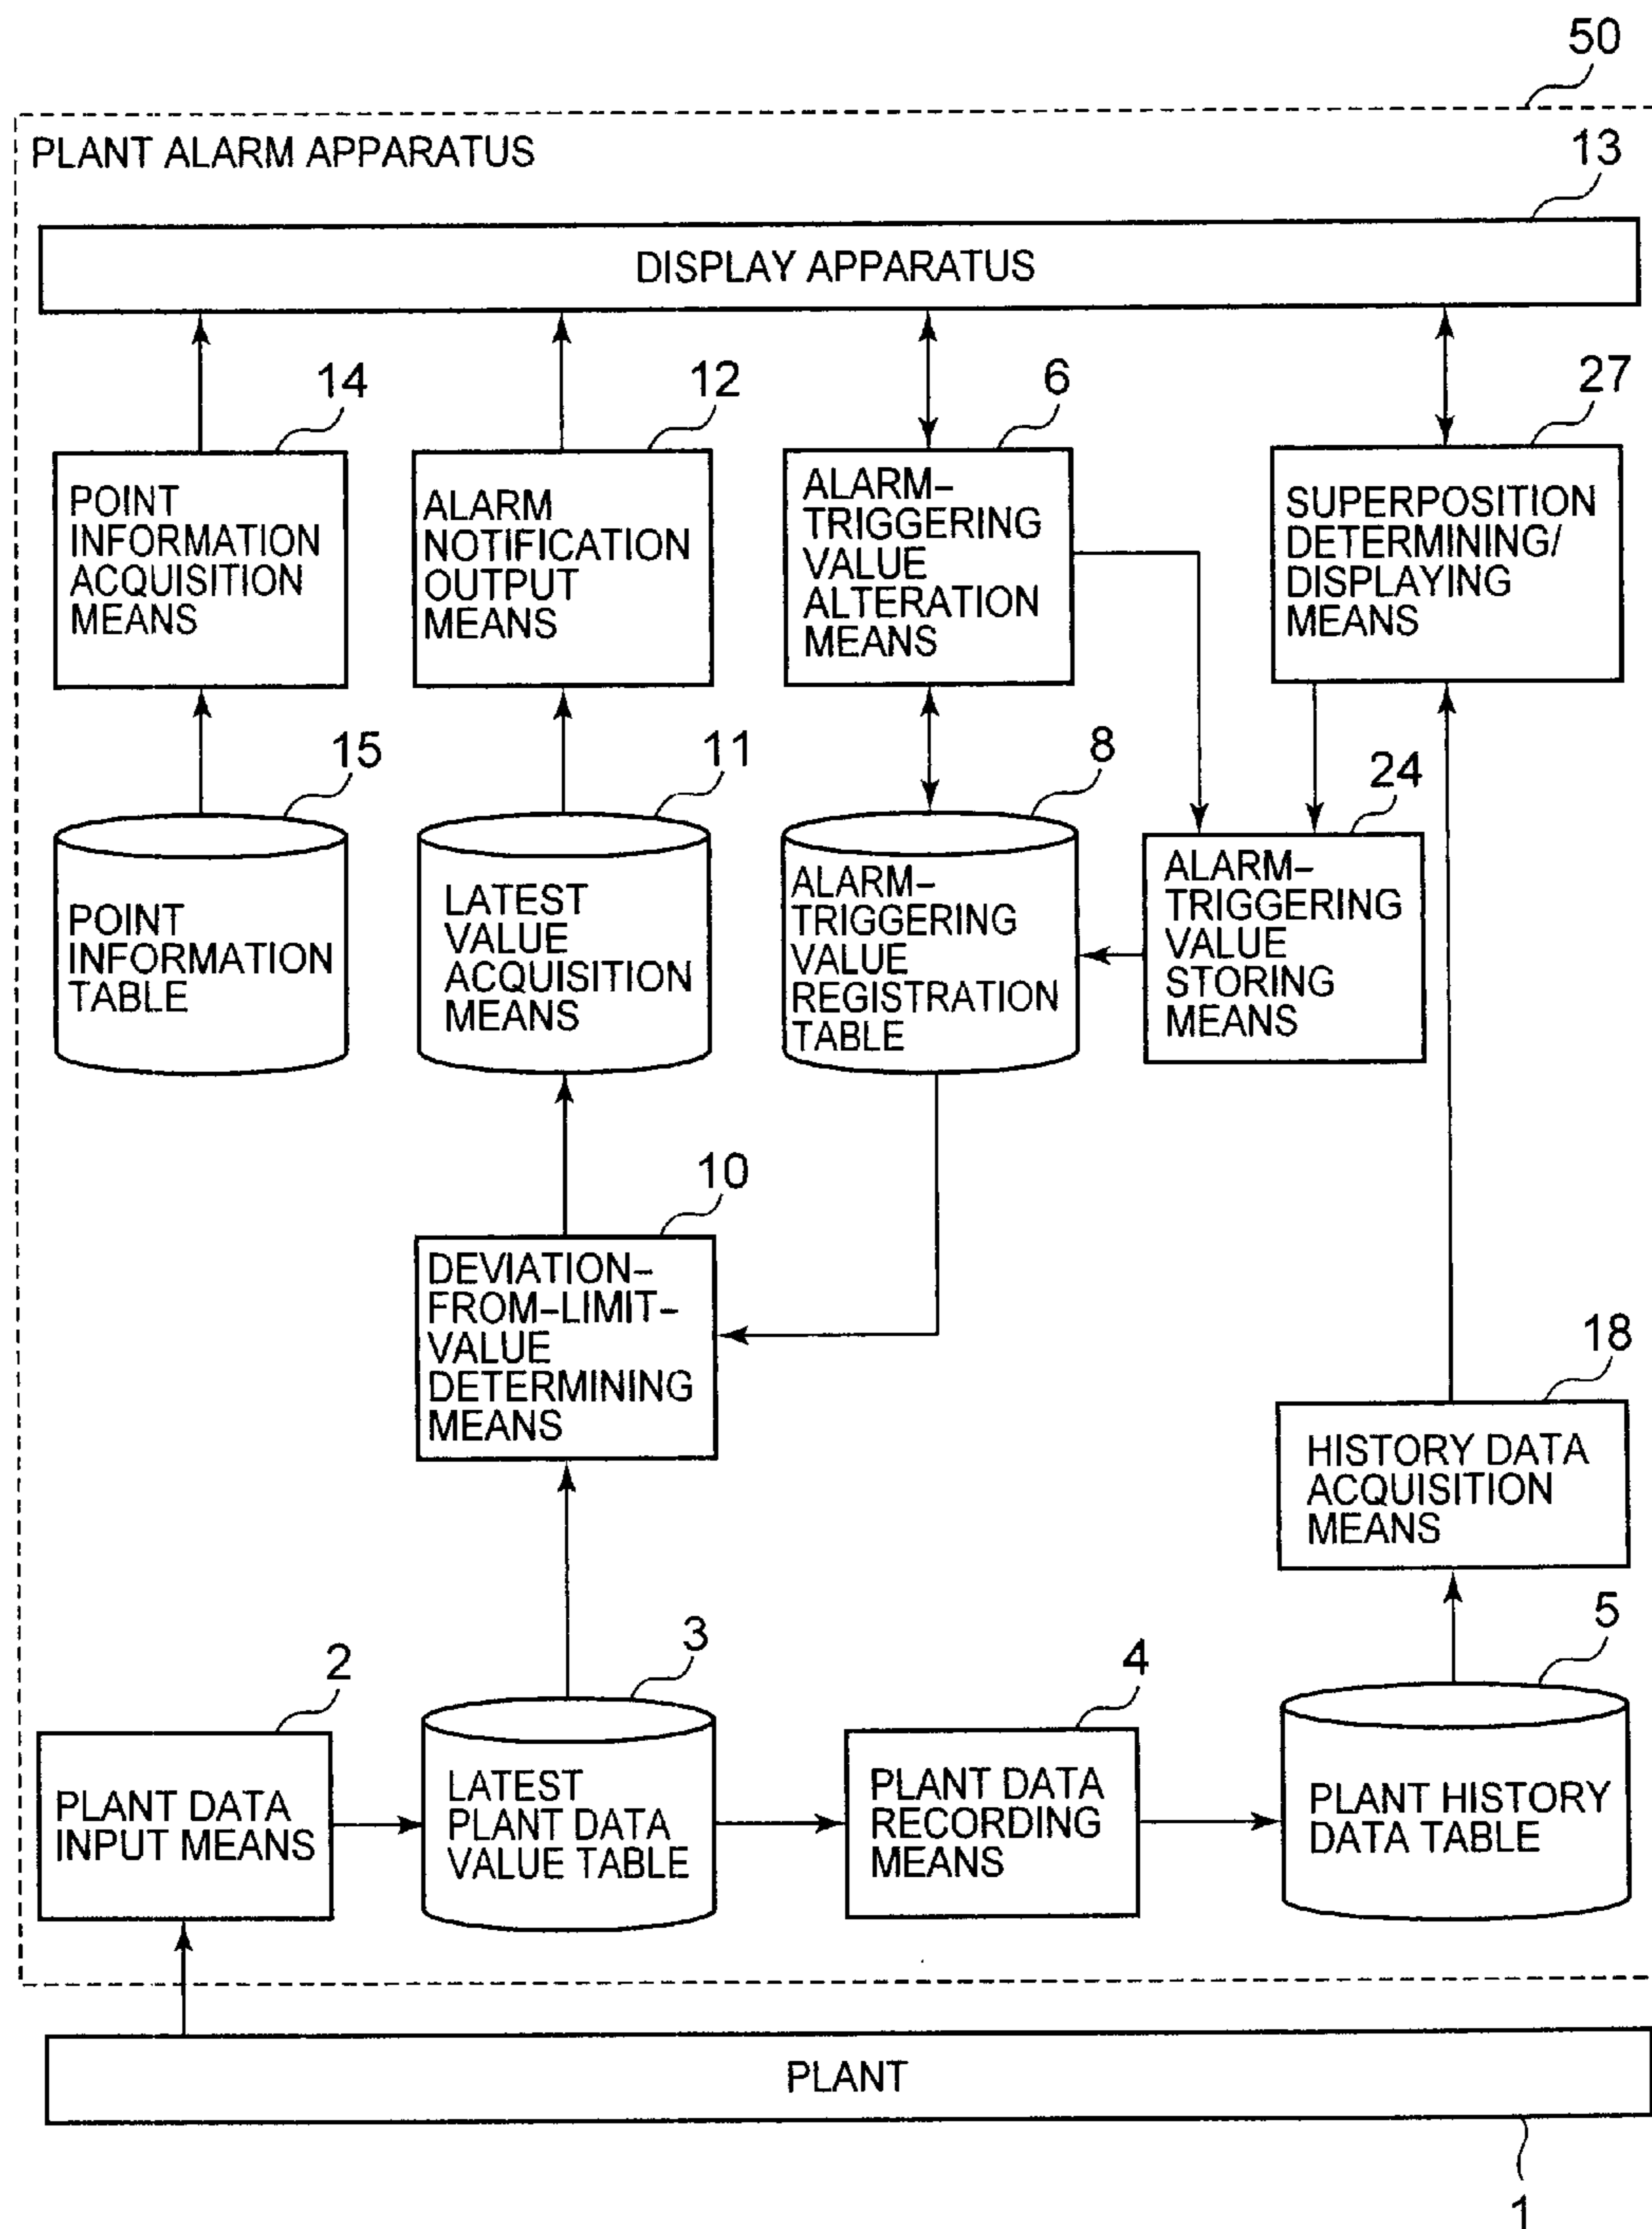 50
PLANT ALARM APPARATUS
13
DISPLAY APPARATUS
14
POINT
INFORMATION
ACQUISITION
MEANS
12
ALARM
NOTIFICATION
OUTPUT
MEANS
6
ALARM–
TRIGGERING
VALUE
ALTERATION
MEANS
27
SUPERPOSITION
DETERMINING/
DISPLAYING
MEANS
15
POINT
INFORMATION
TABLE
11
LATEST
VALUE
ACQUISITION
MEANS
8
ALARM–
TRIGGERING
VALUE
REGISTRATION
TABLE
24
ALARM–
TRIGGERING
VALUE
STORING
MEANS
10
DEVIATION–
FROM–LIMIT–
VALUE
DETERMINING
MEANS
18
HISTORY DATA
ACQUISITION
MEANS
2
PLANT DATA
INPUT MEANS
3
LATEST
PLANT DATA
VALUE TABLE
4
PLANT DATA
RECORDING
MEANS
5
PLANT HISTORY
DATA TABLE
PLANT
1